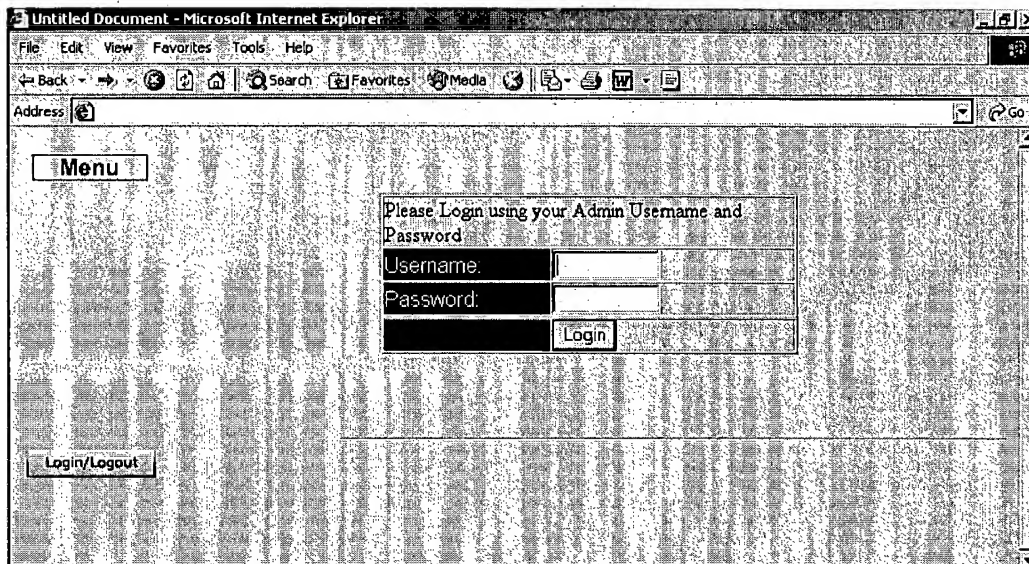 Untitled Document - Microsoft Internet Explorer
File Edit View Favorites Tools Help
Back Search Favorites Media
Address Go
Menu
Please Login using your Admin Username and
Password
Username:
Password:
Login
Login/Logout